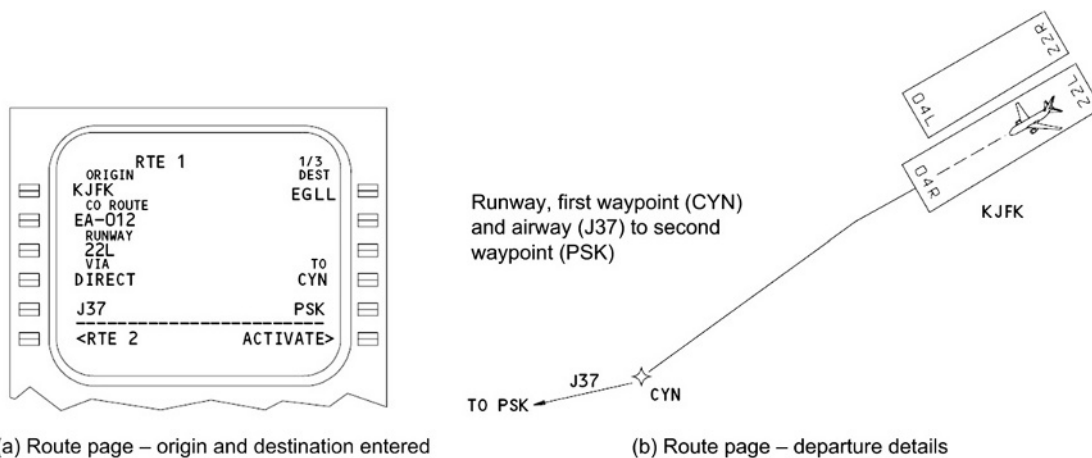 RTE 1 1/3
ORIGIN DEST
KJFK EGLL
CO ROUTE
EA-012
RUNWAY
22L
VIA TO
DIRECT CYN
J37 PSK
<RTE 2 ACTIVATE>
(a) Route page – origin and destination entered
Runway, first waypoint (CYN)
and airway (J37) to second
waypoint (PSK)
04L
22R
04R
22L
KJFK
J37
CYN
TO PSK
(b) Route page – departure details